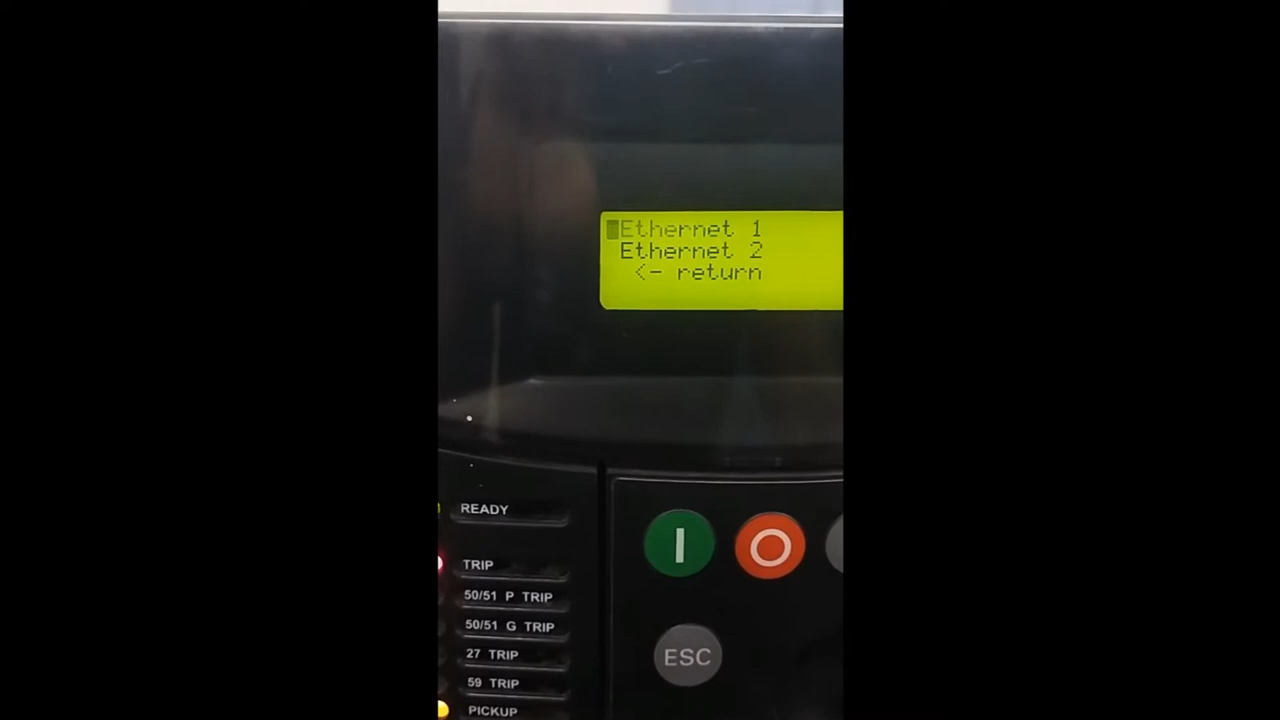 Ethernet 1
Ethernet 2
<- return
READY
TRIP
50/51 P TRIP
50/51 G TRIP
27 TRIP
59 TRIP
PICKUP
ESC